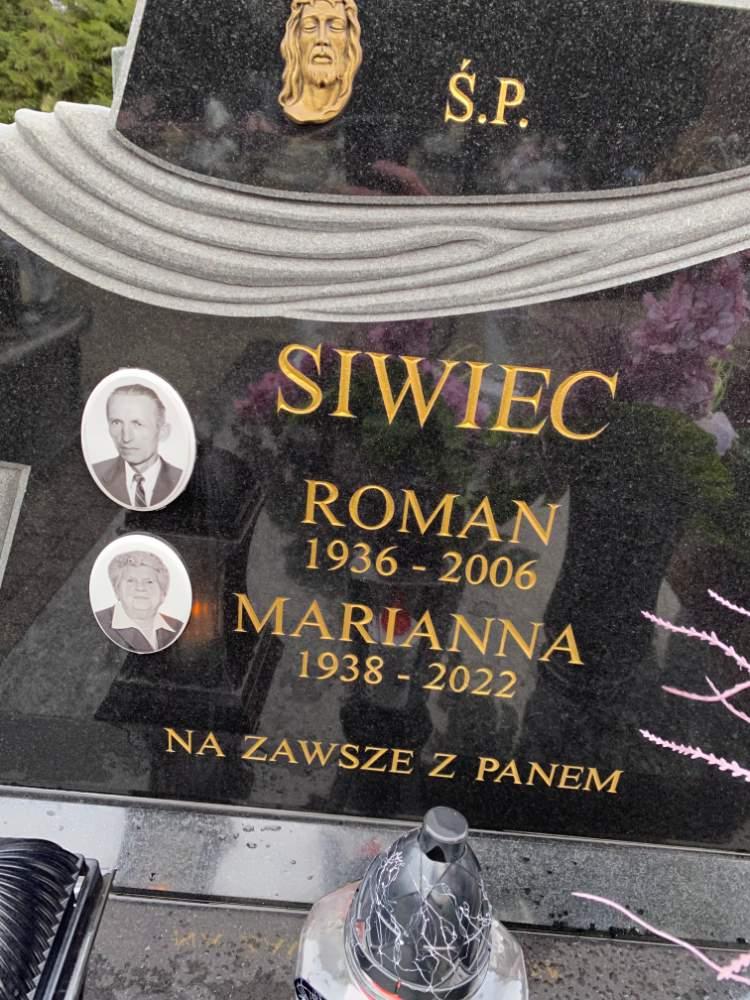 Ś.P.
SIWIEC
ROMAN
1936 - 2006
MARIANNA
1938 - 2022
NA ZAWSZE Z PANEM